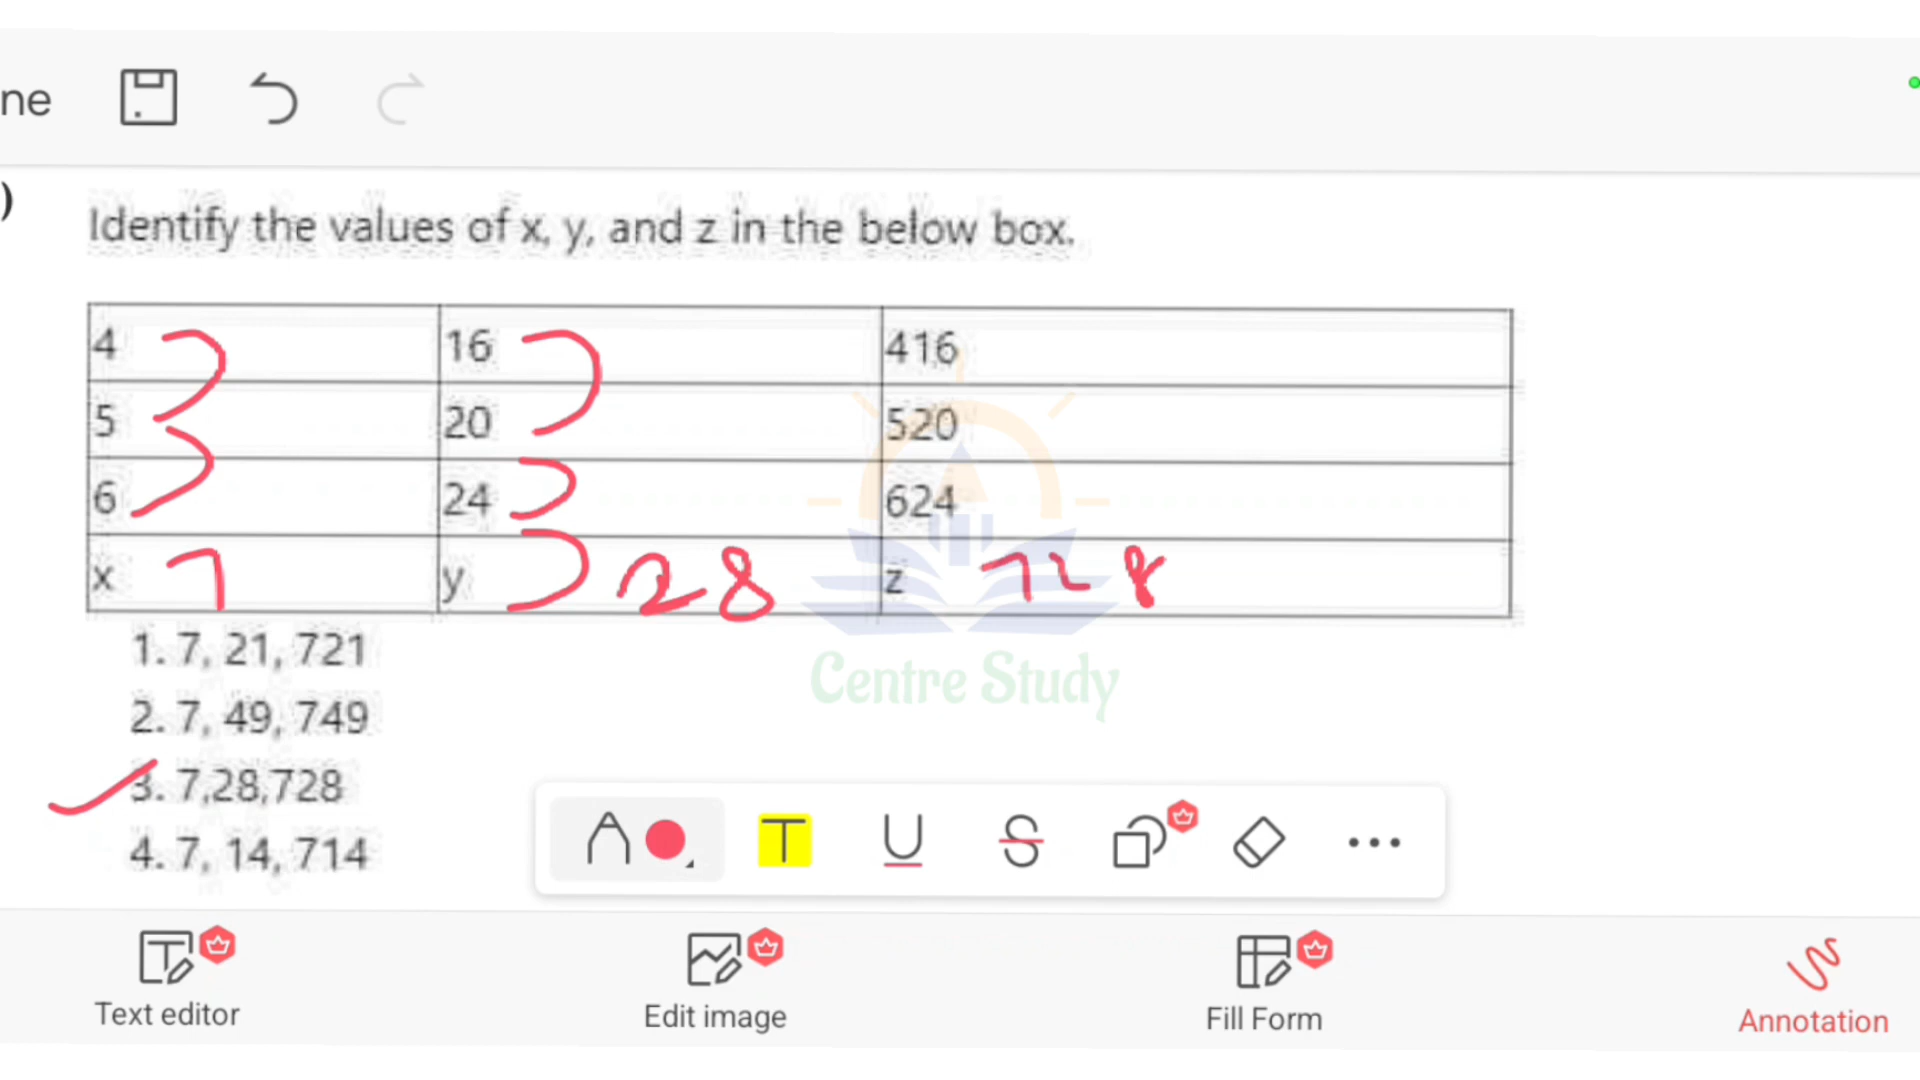 ne
)
Identify the values of x, y, and z in the below box.
4 16 416
5 20 520
6 24 624
x 7 y 28 z 728
1. 7, 21, 721
2. 7, 49, 749
3. 7,28,728
4. 7, 14, 714
Centre Study
T U S
Text editor Edit image Fill Form Annotation